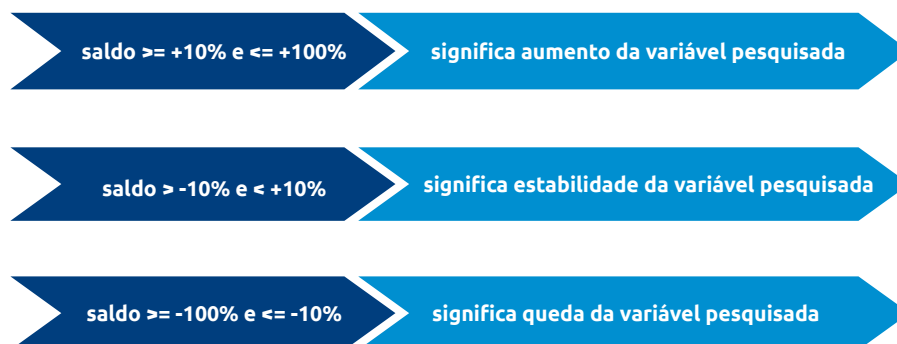 saldo >= +10% e <= +100% significa aumento da variável pesquisada
saldo > -10% e < +10% significa estabilidade da variável pesquisada
saldo >= -100% e <= -10% significa queda da variável pesquisada